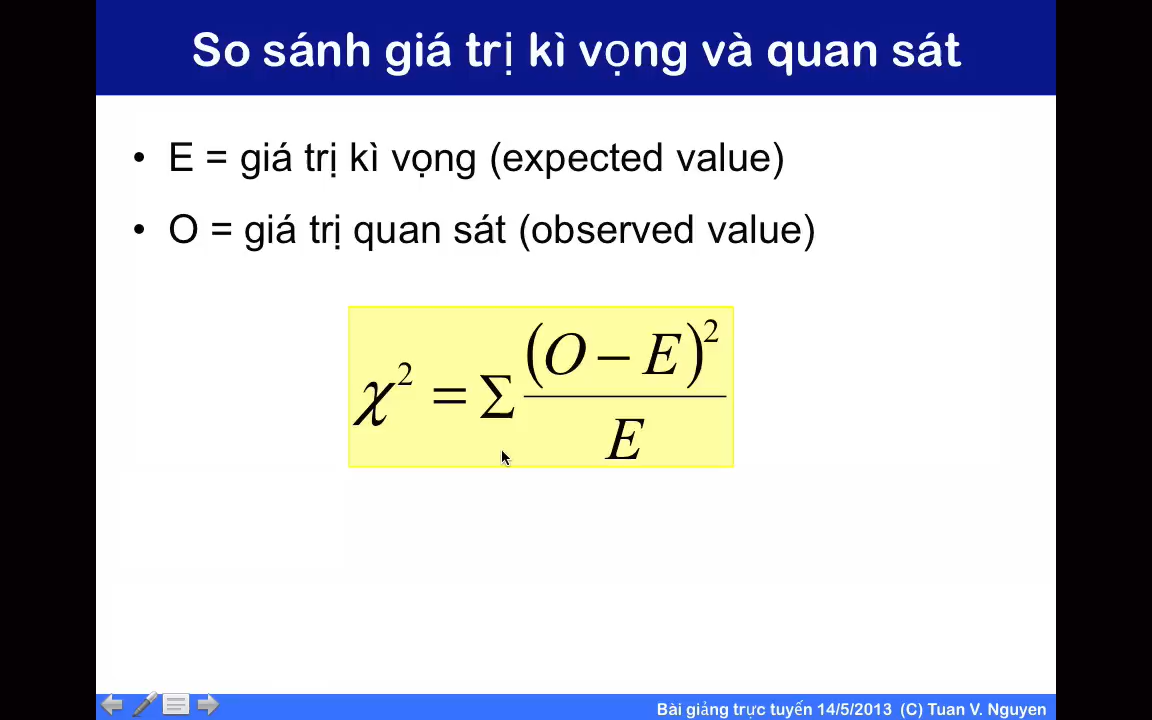 So sánh giá trị kì vọng và quan sát
• E = giá trị kì vọng (expected value)
• O = giá trị quan sát (observed value)
χ² = Σ (O − E)² / E
Bài giảng trực tuyến 14/5/2013 (C) Tuan V. Nguyen